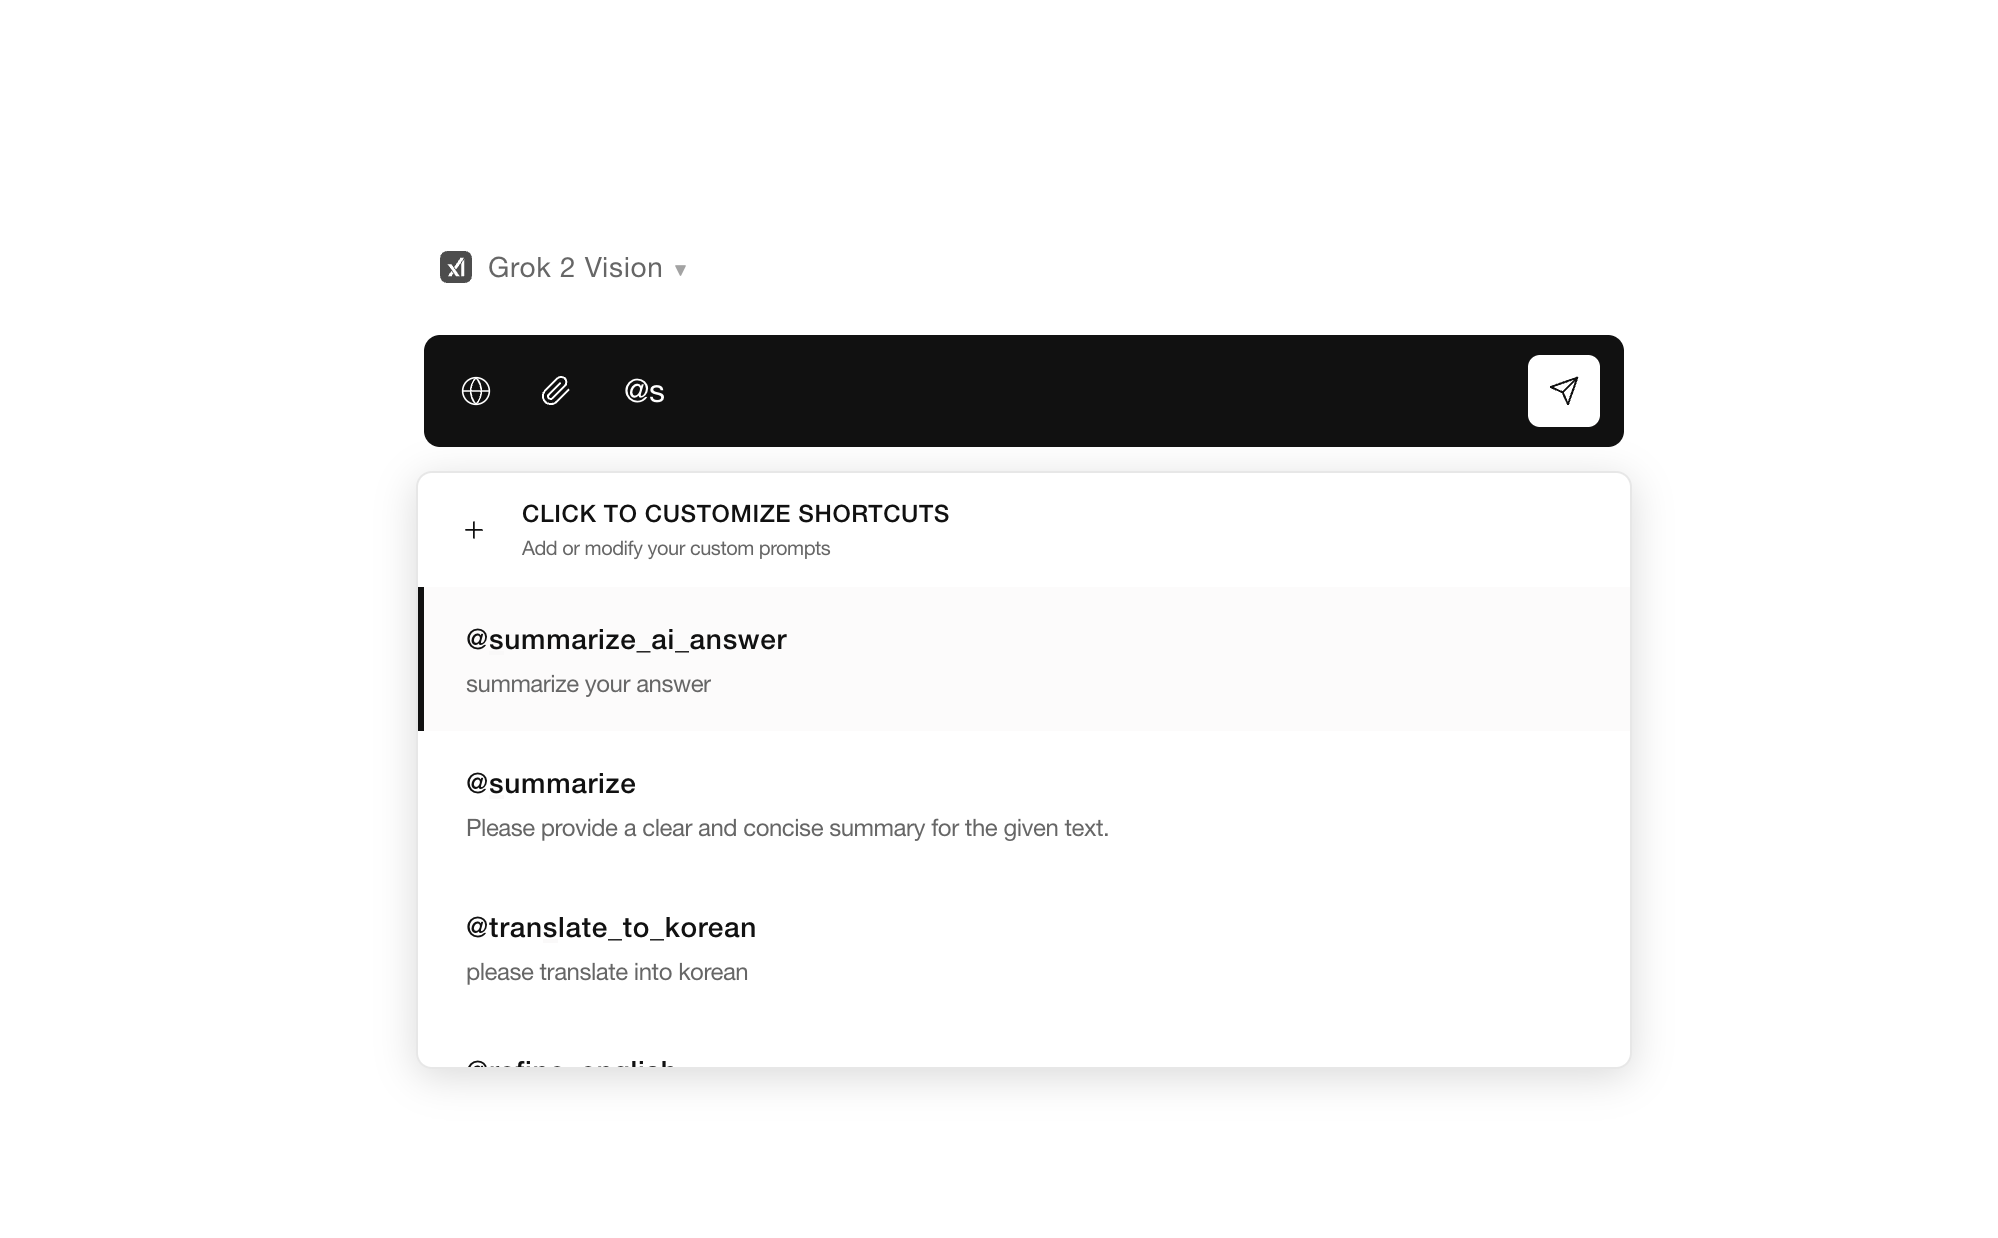 Grok 2 Vision ▾
@s
CLICK TO CUSTOMIZE SHORTCUTS
Add or modify your custom prompts
@summarize_ai_answer
summarize your answer
@summarize
Please provide a clear and concise summary for the given text.
@translate_to_korean
please translate into korean
@refine_english